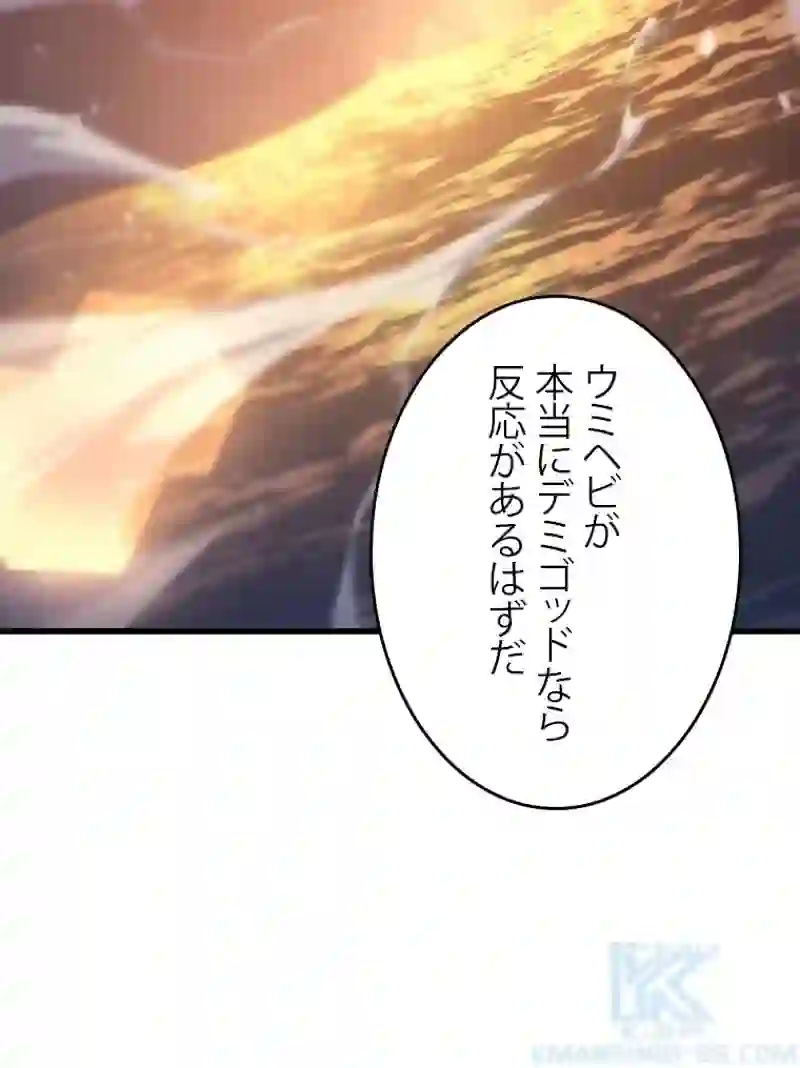 ウミヘビが
本当にデミゴッドなら
反応があるはずだ